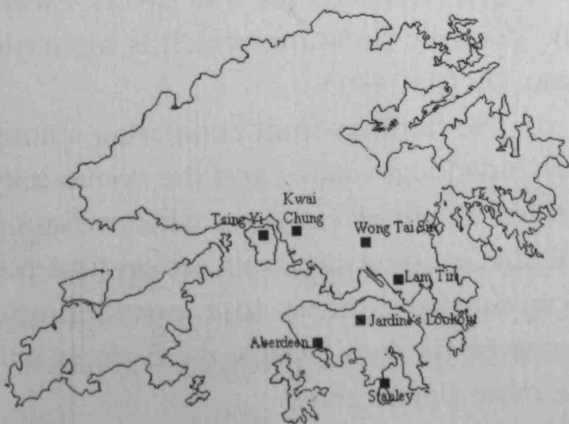 Kwai
Chung
Tsing Yi
Wong Tai Sin
Lam Tin
Jardine's Lookout
Aberdeen
Stanley